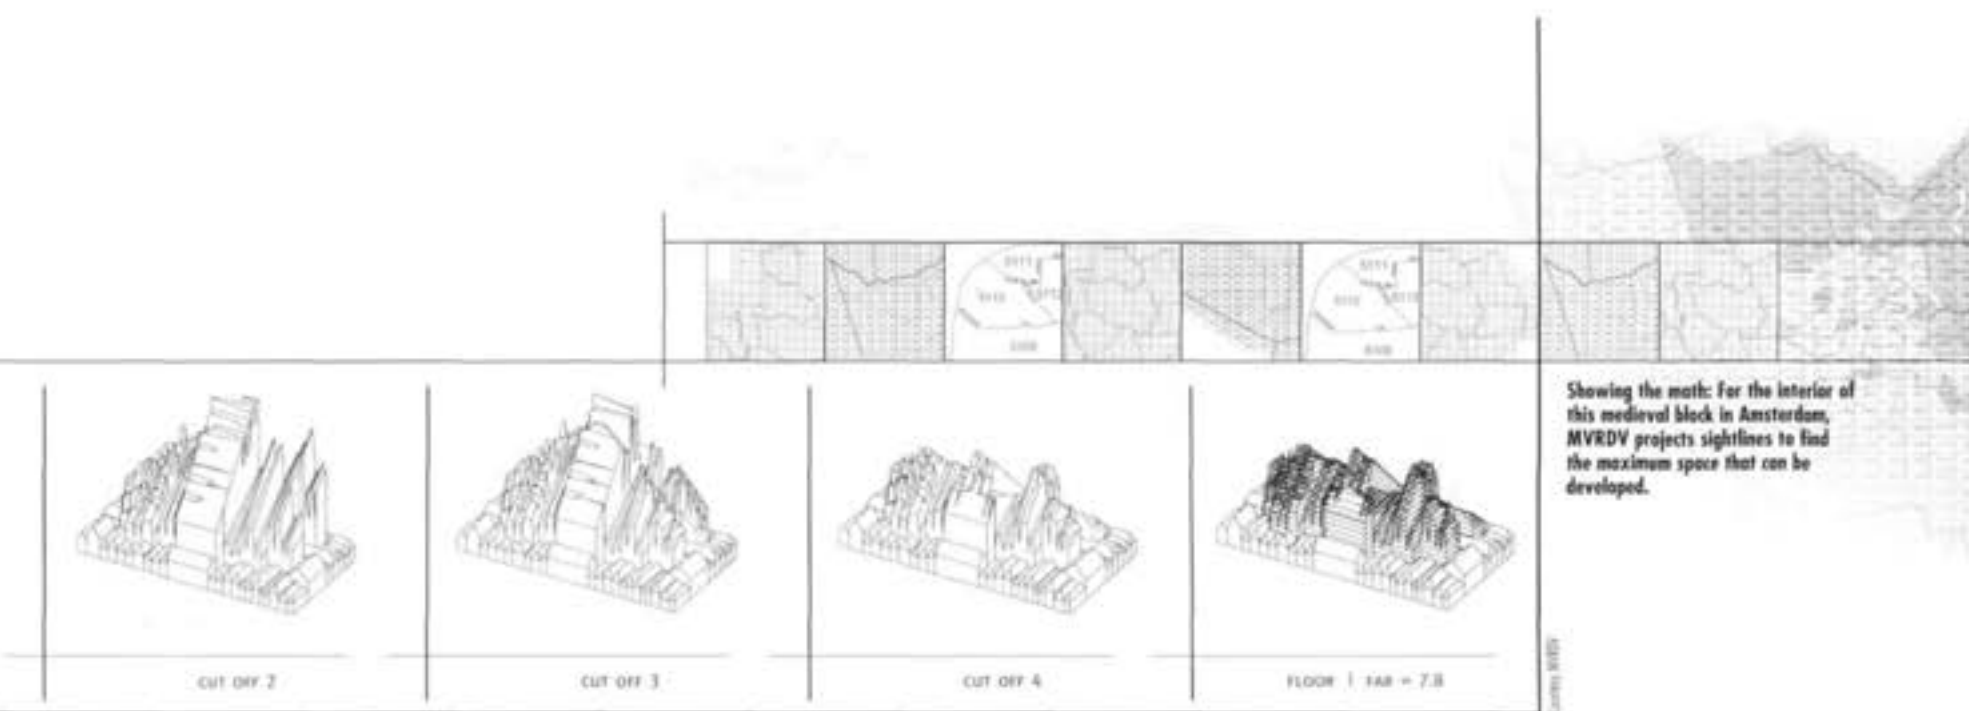 Showing the math: For the interior of
this medieval block in Amsterdam,
MVRDV projects sightlines to find
the maximum space that can be
developed.
CUT OFF 2
CUT OFF 3
CUT OFF 4
FLOOR | FAR = 7.8